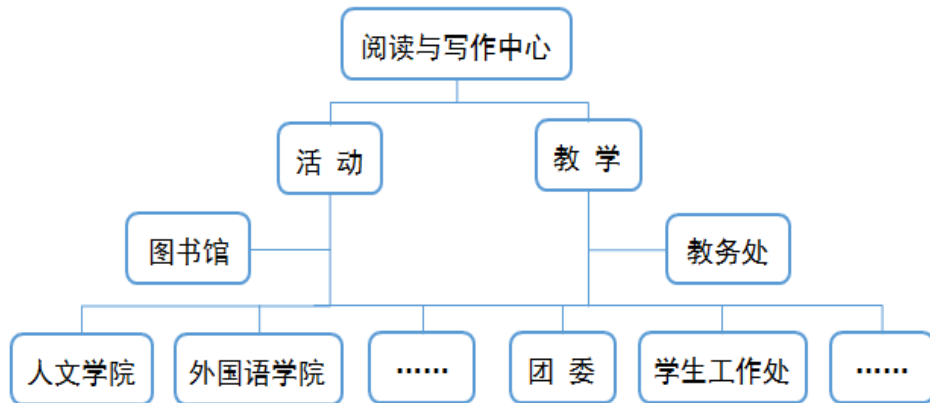 阅读与写作中心
活 动
教 学
图书馆
教务处
人文学院
外国语学院
……
团 委
学生工作处
……